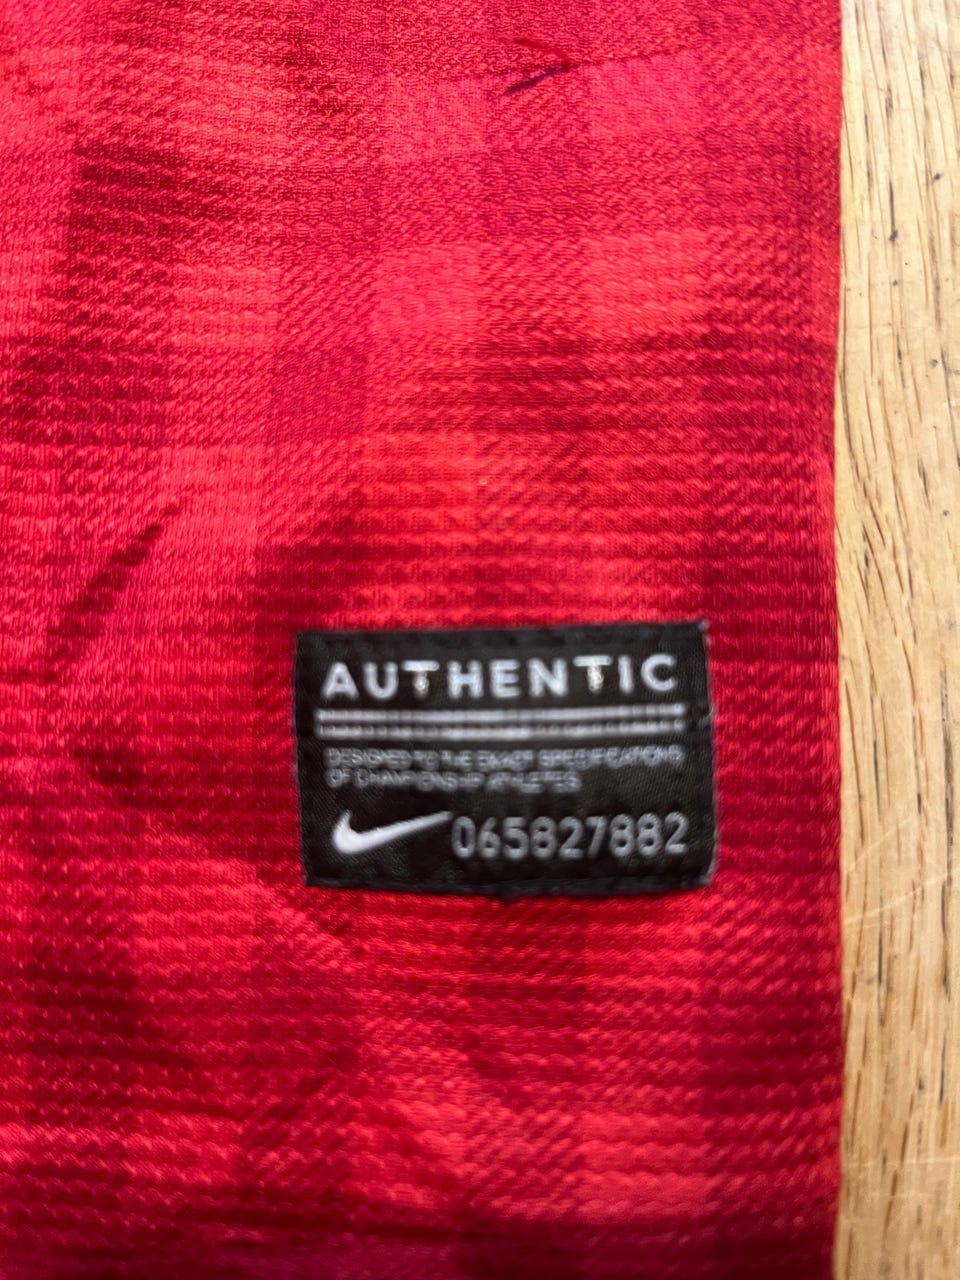 AUTHENTIC
DESIGNED TO THE EXACT SPECIFICATIONS
OF CHAMPIONSHIP ATHLETES
065827882